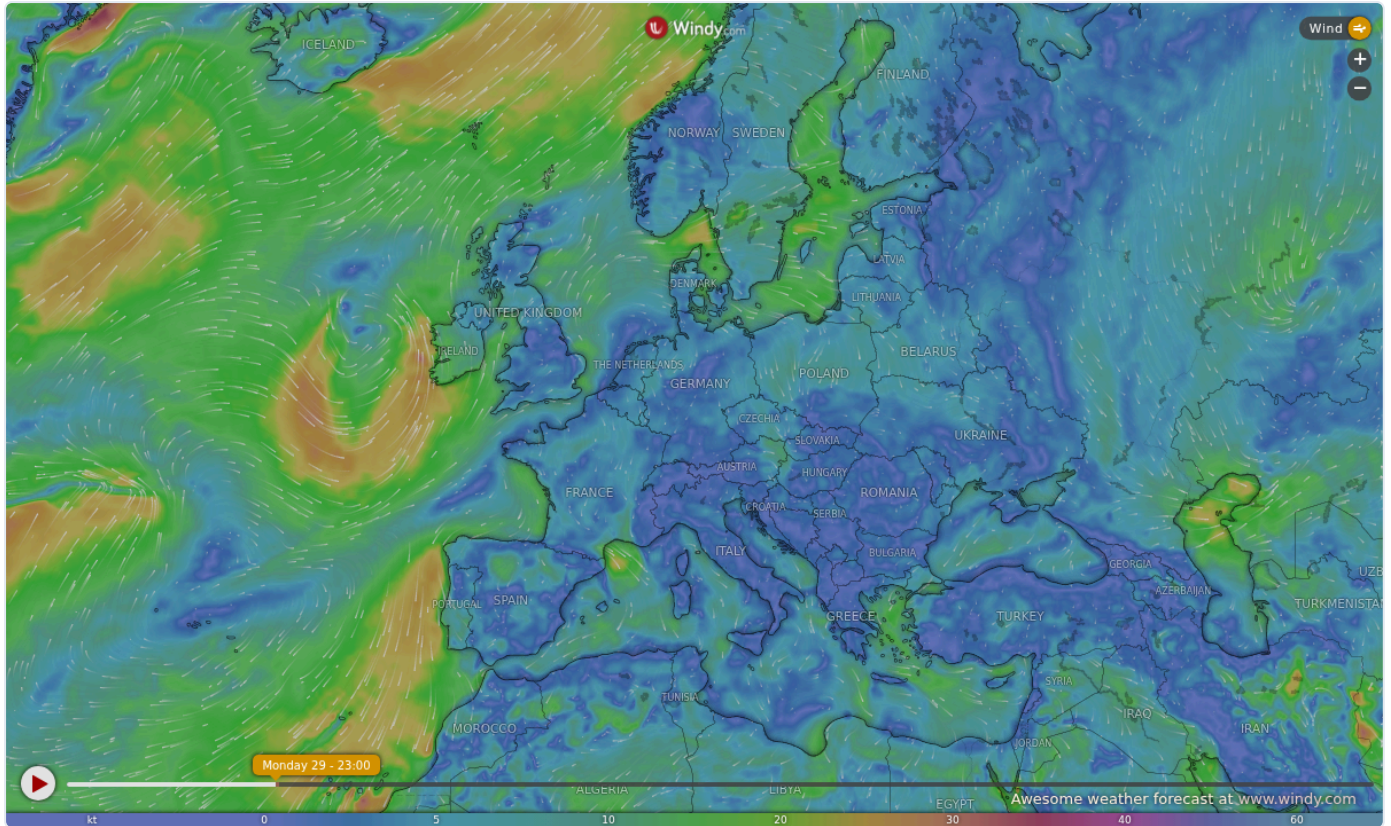 Windy.com
Wind
+
−
ICELAND
FINLAND
NORWAY
SWEDEN
ESTONIA
LATVIA
DENMARK
LITHUANIA
UNITED KINGDOM
IRELAND
BELARUS
THE NETHERLANDS
POLAND
GERMANY
CZECHIA
UKRAINE
SLOVAKIA
AUSTRIA
HUNGARY
FRANCE
ROMANIA
CROATIA
SERBIA
ITALY
BULGARIA
GEORGIA
UZB
AZERBAIJAN
PORTUGAL
SPAIN
TURKMENISTAN
GREECE
TURKEY
SYRIA
TUNISIA
IRAQ
MOROCCO
IRAN
JORDAN
Monday 29 - 23:00
ALGERIA
LIBYA
EGYPT
Awesome weather forecast at www.windy.com
kt 0 5 10 20 30 40 60